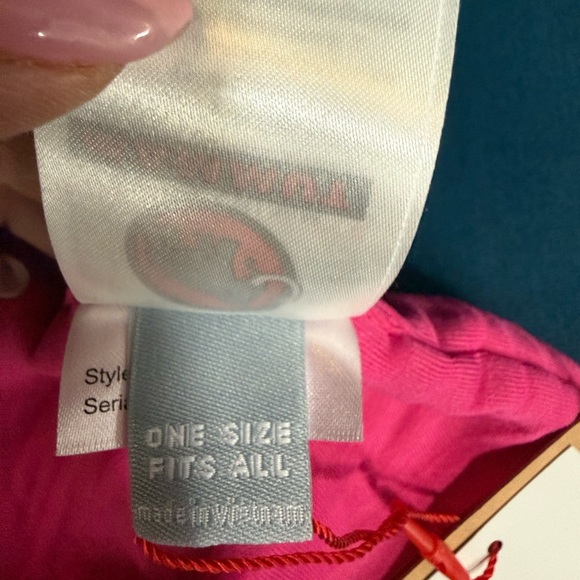 Style
Seria
ONE SIZE
FITS ALL
made in Vietnam